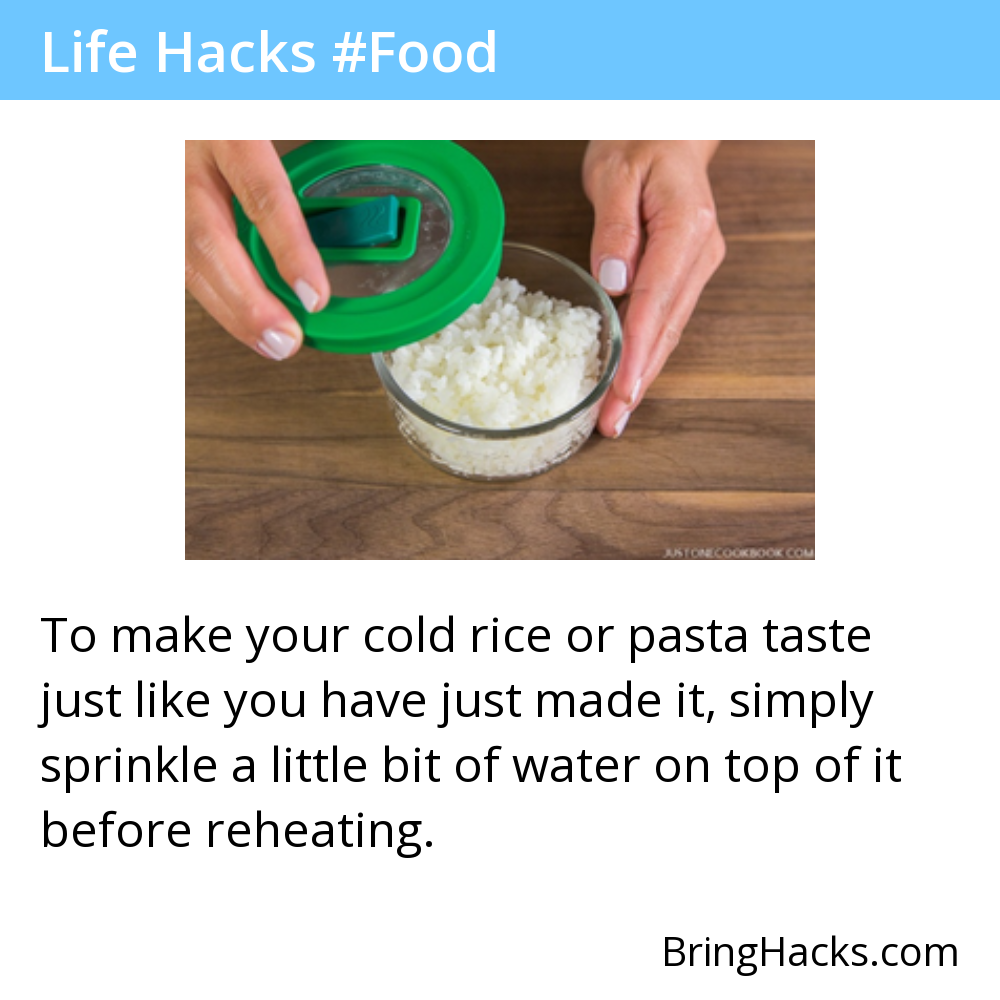 Life Hacks #Food
JUSTONECOOKBOOK.COM
To make your cold rice or pasta taste
just like you have just made it, simply
sprinkle a little bit of water on top of it
before reheating.
BringHacks.com